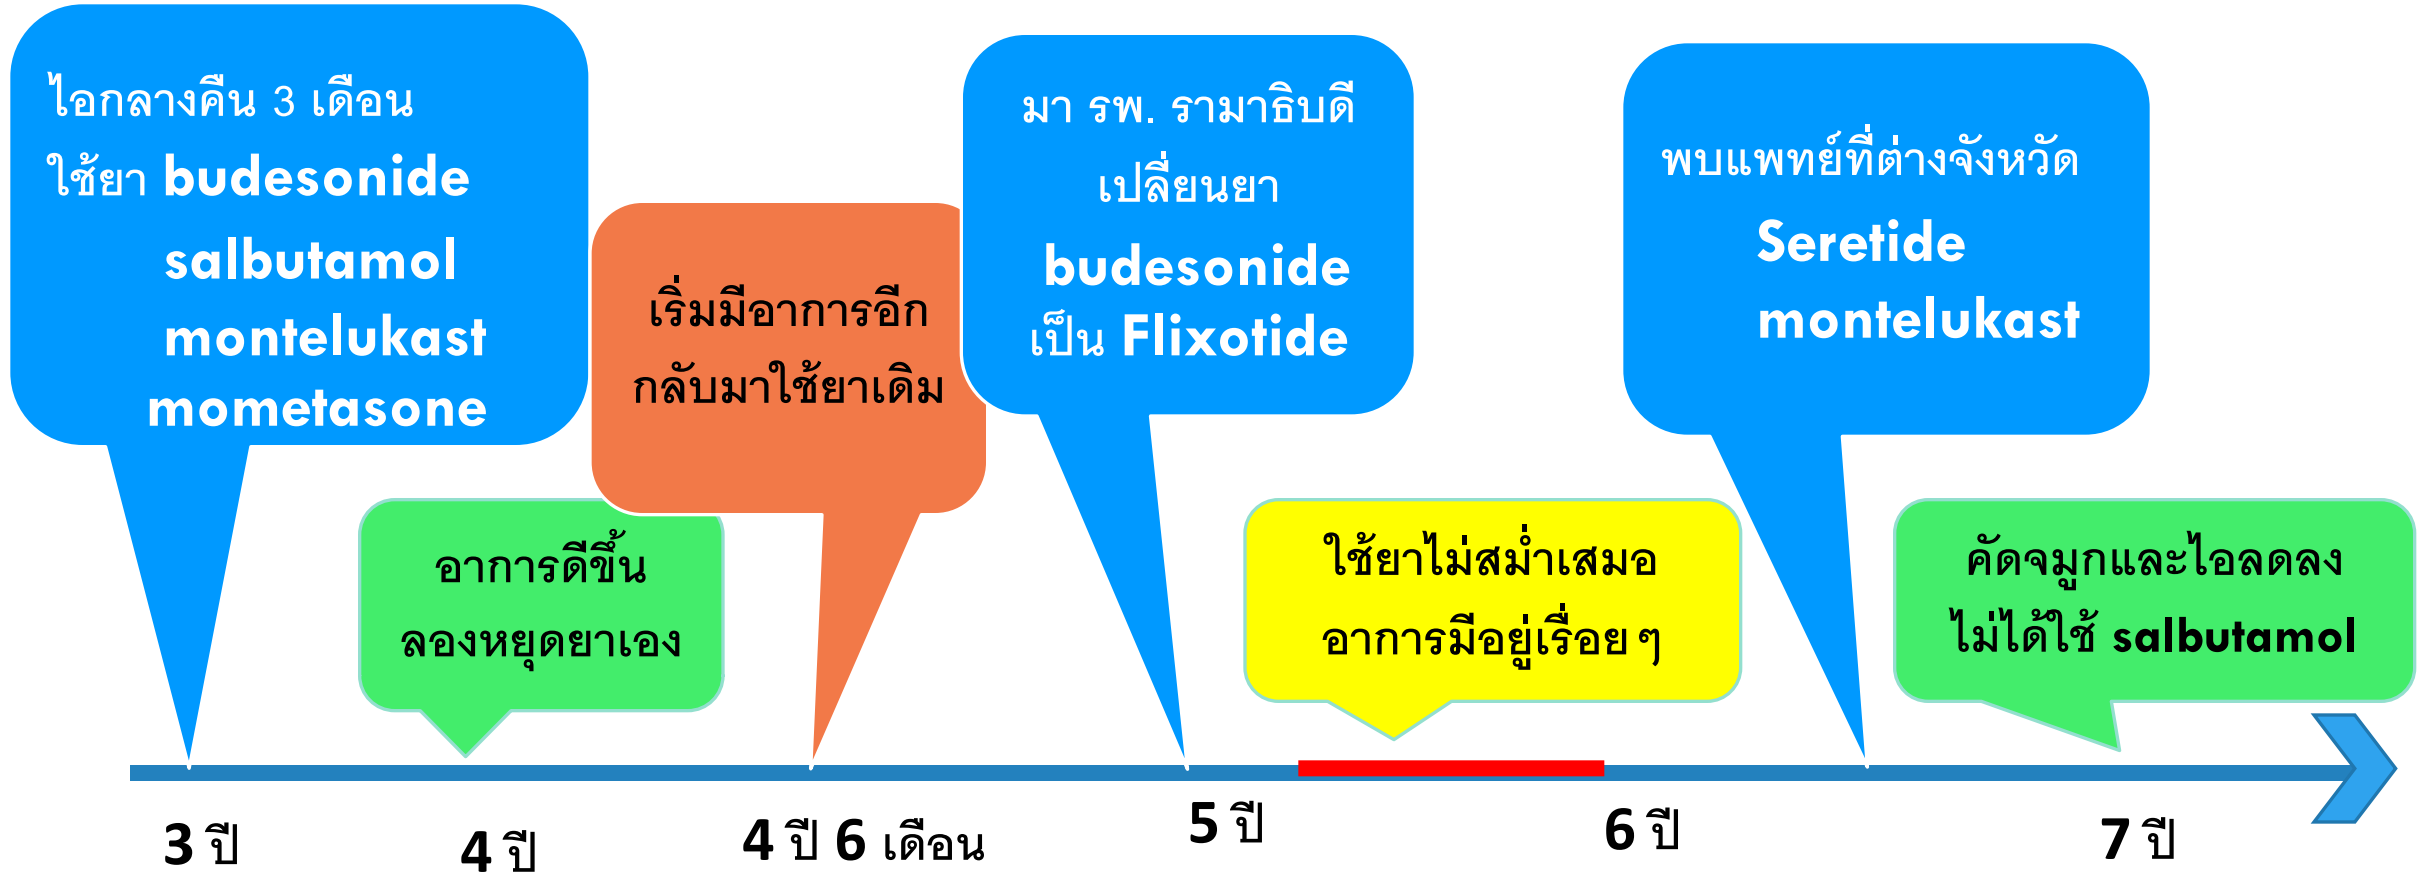 ไอกลางคืน 3 เดือน
ใช้ยา budesonide
salbutamol
montelukast
mometasone
อาการดีขึ้น
ลองหยุดยาเอง
เริ่มมีอาการอีก
กลับมาใช้ยาเดิม
มา รพ. รามาธิบดี
เปลี่ยนยา
budesonide
เป็น Flixotide
ใช้ยาไม่สม่ำเสมอ
อาการมีอยู่เรื่อย ๆ
พบแพทย์ที่ต่างจังหวัด
Seretide
montelukast
คัดจมูกและไอลดลง
ไม่ได้ใช้ salbutamol
3 ปี
4 ปี
4 ปี 6 เดือน
5 ปี
6 ปี
7 ปี